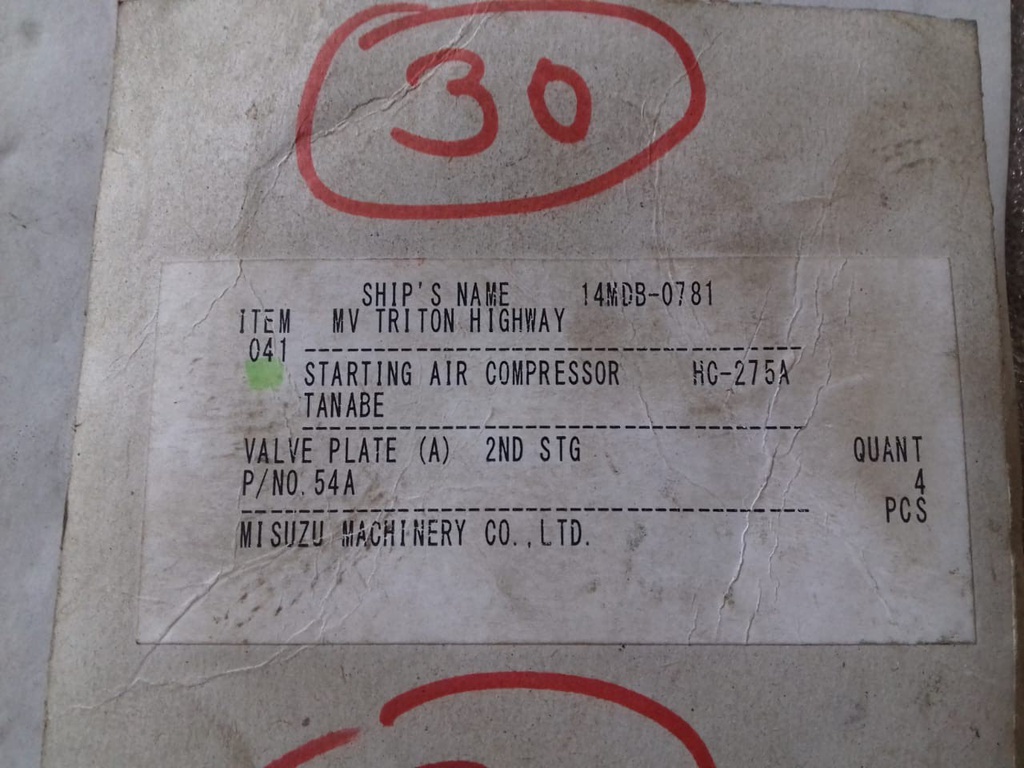 30
SHIP'S NAME 14MDB-0781
ITEM MV TRITON HIGHWAY
041
STARTING AIR COMPRESSOR HC-275A
TANABE
VALVE PLATE (A) 2ND STG QUANT
P/NO.54A 4
PCS
MISUZU MACHINERY CO.,LTD.